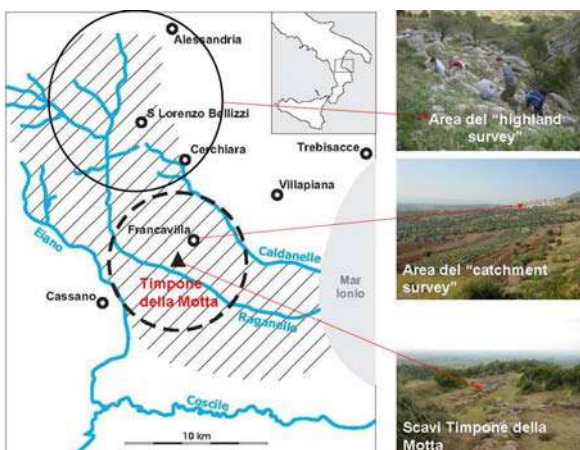 Alessandria
S Lorenzo Bellizzi
Cerchiara
Trebisacce
Villapiana
Francavilla
Eiano
Caldanelle
Timpone
della Motta
Cassano
Raganello
Mar
Ionio
Coscile
10 km
Area del "highland
survey"
Area del "catchment
survey"
Scavi Timpone della
Motta